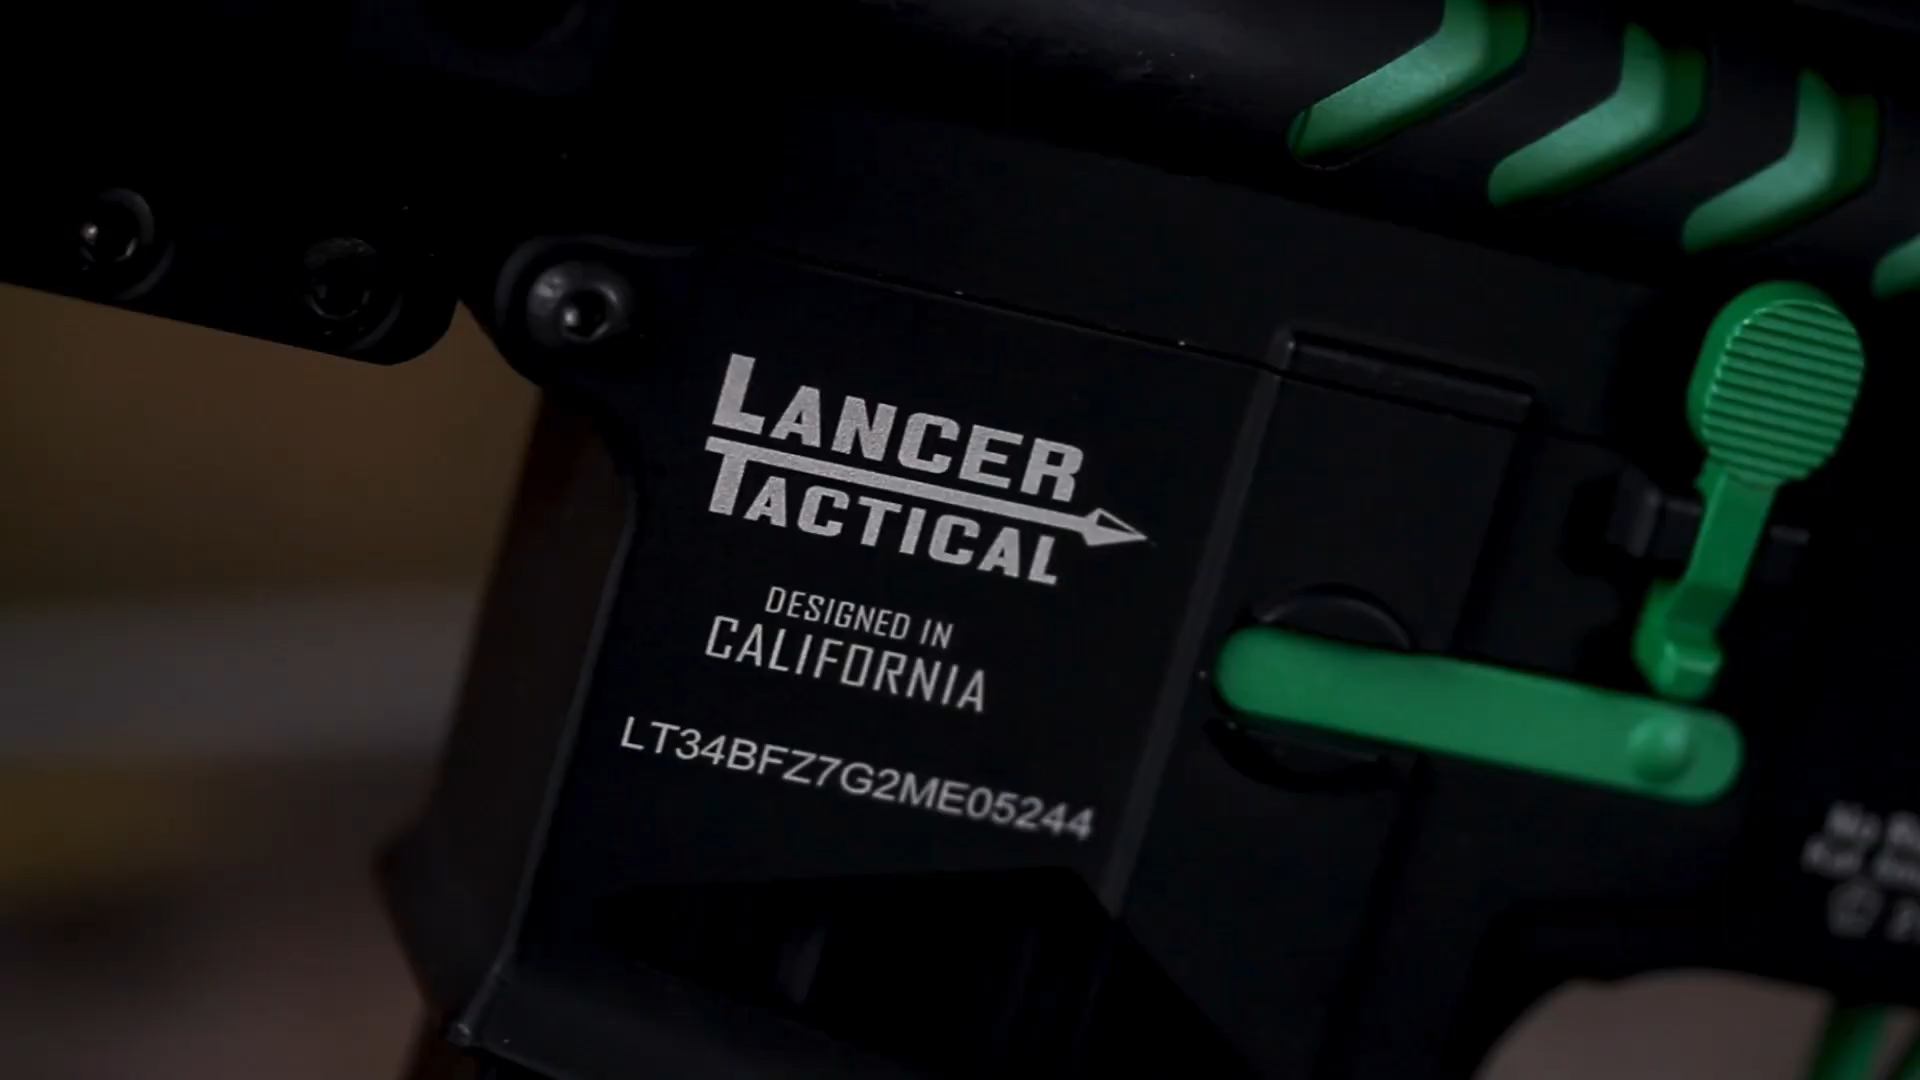 LANCER
TACTICAL
DESIGNED IN
CALIFORNIA
LT34BFZ7G2ME05244